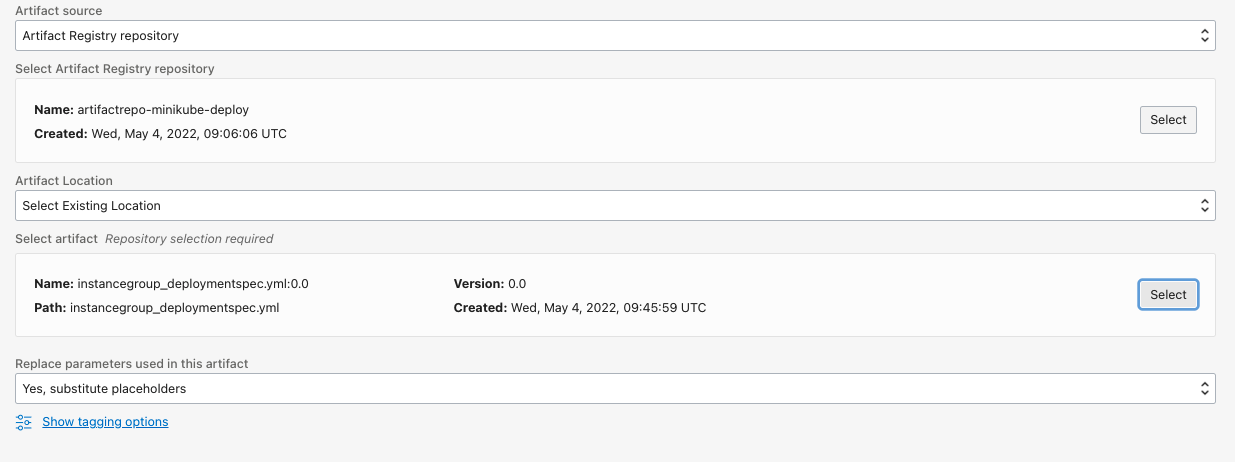 Artifact source
Artifact Registry repository
Select Artifact Registry repository
Name: artifactrepo-minikube-deploy
Created: Wed, May 4, 2022, 09:06:06 UTC
Select
Artifact Location
Select Existing Location
Select artifact Repository selection required
Name: instancegroup_deploymentspec.yml:0.0
Version: 0.0
Path: instancegroup_deploymentspec.yml
Created: Wed, May 4, 2022, 09:45:59 UTC
Select
Replace parameters used in this artifact
Yes, substitute placeholders
Show tagging options